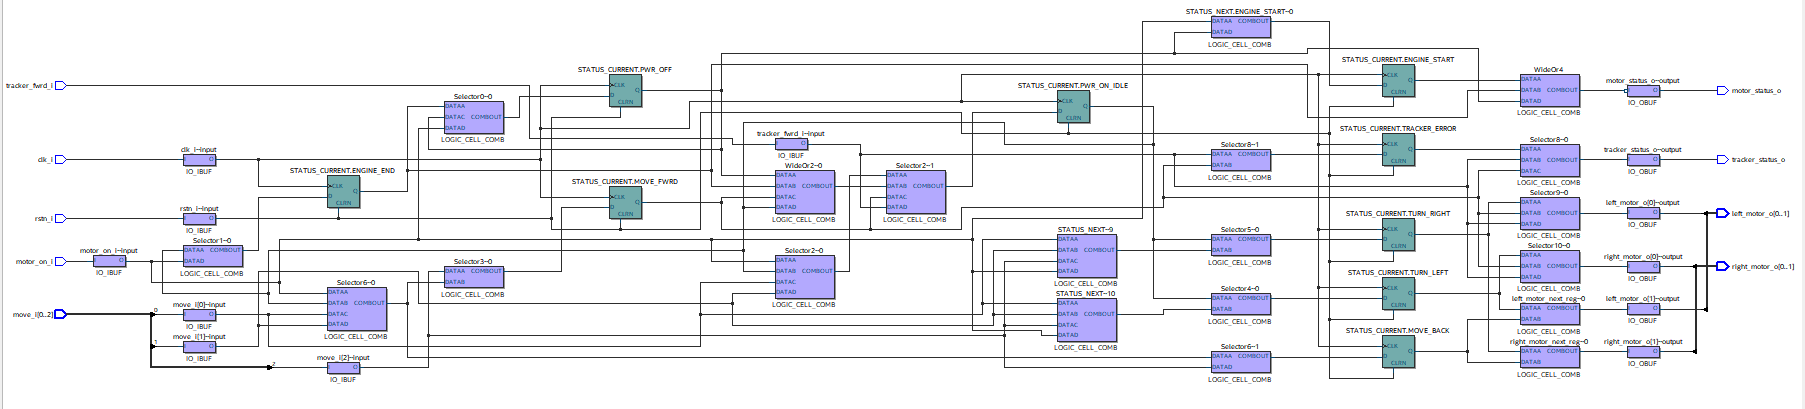 STATUS_NEXT.ENGINE_START~0
DATAA COMBOUT
DATAD
LOGIC_CELL_COMB
STATUS_CURRENT.PWR_OFF
CLK
D
Q
CLRN
STATUS_CURRENT.ENGINE_START
CLK
D
Q
CLRN
WideOr4
DATAA
DATAB COMBOUT
DATAD
LOGIC_CELL_COMB
motor_status_o~output
I O
IO_OBUF
motor_status_o
tracker_fwrd_i
Selector0~0
DATAA
DATAC COMBOUT
DATAD
LOGIC_CELL_COMB
STATUS_CURRENT.PWR_ON_IDLE
CLK
D
Q
CLRN
tracker_fwrd_i~input
I O
IO_IBUF
STATUS_CURRENT.TRACKER_ERROR
CLK
D
Q
CLRN
Selector8~0
DATAA
DATAB COMBOUT
DATAC
LOGIC_CELL_COMB
tracker_status_o~output
I O
IO_OBUF
tracker_status_o
clk_i
clk_i~input
I O
IO_IBUF
Selector8~1
DATAA COMBOUT
DATAB
LOGIC_CELL_COMB
STATUS_CURRENT.ENGINE_END
CLK
D
Q
CLRN
STATUS_CURRENT.MOVE_FWRD
CLK
D
Q
CLRN
WideOr2~0
DATAA
DATAB COMBOUT
DATAC
DATAD
LOGIC_CELL_COMB
Selector2~1
DATAA
DATAB COMBOUT
DATAC
DATAD
LOGIC_CELL_COMB
Selector9~0
DATAA
DATAB COMBOUT
DATAD
LOGIC_CELL_COMB
left_motor_o[0]~output
I O
IO_OBUF
left_motor_o[0..1]
rstn_i
rstn_i~input
I O
IO_IBUF
STATUS_CURRENT.TURN_RIGHT
CLK
D
Q
CLRN
motor_on_i
motor_on_i~input
I O
IO_IBUF
Selector1~0
DATAA COMBOUT
DATAD
LOGIC_CELL_COMB
Selector2~0
DATAA
DATAB COMBOUT
DATAC
DATAD
LOGIC_CELL_COMB
STATUS_NEXT~9
DATAA
DATAB COMBOUT
DATAC
DATAD
LOGIC_CELL_COMB
Selector5~0
DATAA COMBOUT
DATAB
LOGIC_CELL_COMB
Selector10~0
DATAA
DATAB COMBOUT
DATAD
LOGIC_CELL_COMB
right_motor_o[0]~output
I O
IO_OBUF
right_motor_o[0..1]
Selector3~0
DATAA COMBOUT
DATAB
LOGIC_CELL_COMB
STATUS_CURRENT.TURN_LEFT
CLK
D
Q
CLRN
Selector6~0
DATAA
DATAB COMBOUT
DATAC
DATAD
LOGIC_CELL_COMB
STATUS_NEXT~10
DATAA
DATAB COMBOUT
DATAC
DATAD
LOGIC_CELL_COMB
Selector4~0
DATAA COMBOUT
DATAB
LOGIC_CELL_COMB
left_motor_next_reg~0
DATAA COMBOUT
DATAB
LOGIC_CELL_COMB
left_motor_o[1]~output
I O
IO_OBUF
move_i[0..2]
0
move_i[0]~input
I O
IO_IBUF
1
move_i[1]~input
I O
IO_IBUF
2
move_i[2]~input
I O
IO_IBUF
Selector6~1
DATAA COMBOUT
DATAB
LOGIC_CELL_COMB
STATUS_CURRENT.MOVE_BACK
CLK
D
Q
CLRN
right_motor_next_reg~0
DATAA COMBOUT
DATAB
LOGIC_CELL_COMB
right_motor_o[1]~output
I O
IO_OBUF